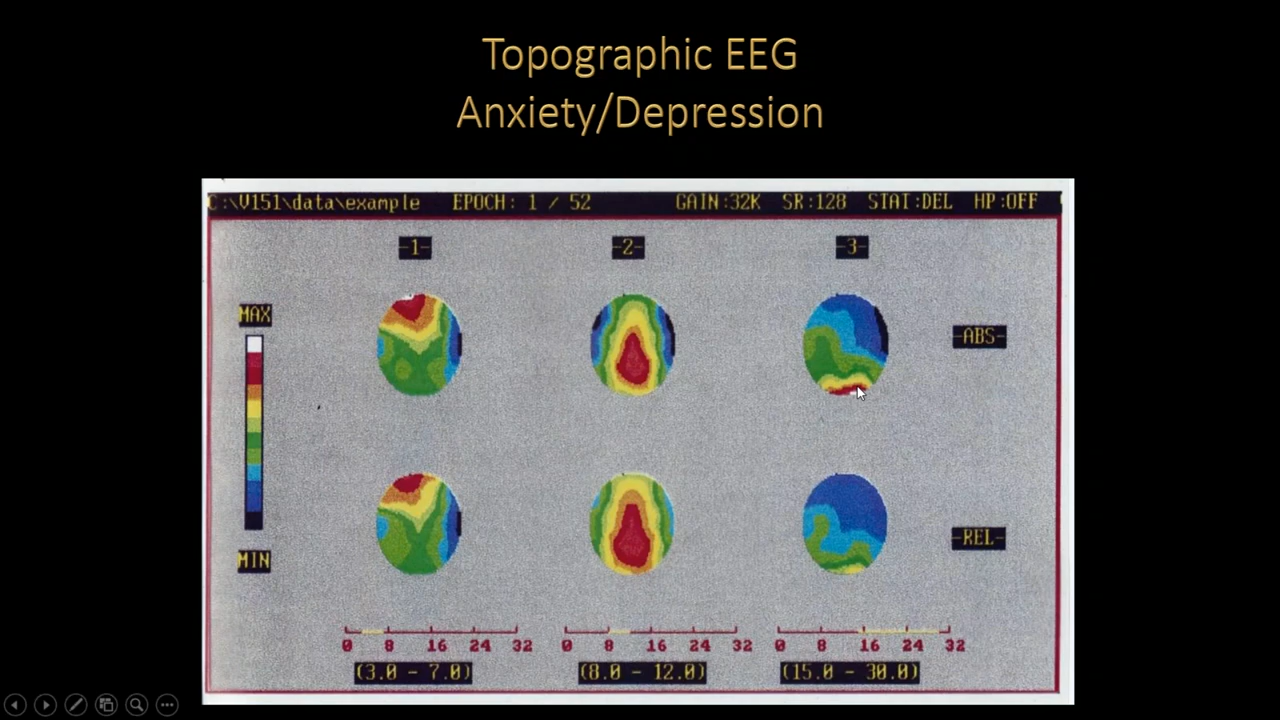 Topographic EEG
Anxiety/Depression
C:\V151\data\example EPOCH: 1 / 52 GAIN:32K SR:128 STAT:DEL HP:OFF
-1- -2- -3-
MAX
-ABS-
MIN
-REL-
0 8 16 24 32 0 8 16 24 32 0 8 16 24 32
(3.0 - 7.0) (8.0 - 12.0) (15.0 - 30.0)